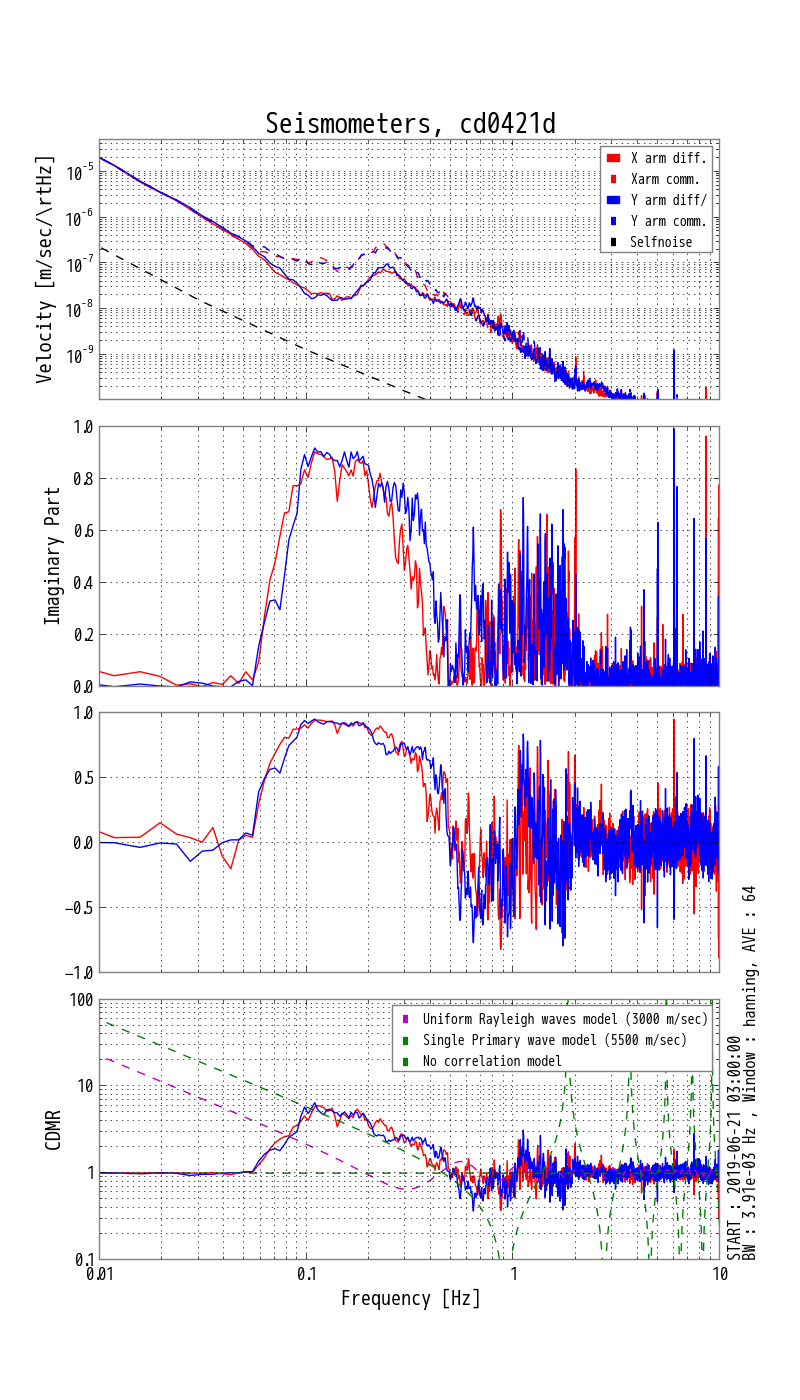 Seismometers, cd0421d
Velocity [m/sec/\rtHz]
10^-5
10^-6
10^-7
10^-8
10^-9
X arm diff.
Xarm comm.
Y arm diff/
Y arm comm.
Selfnoise
Imaginary Part
1.0
0.8
0.6
0.4
0.2
0.0
1.0
0.5
0.0
−0.5
−1.0
CDMR
100
10
1
0.1
Uniform Rayleigh waves model (3000 m/sec)
Single Primary wave model (5500 m/sec)
No correlation model
0.01
0.1
1
10
Frequency [Hz]
START : 2019-06-21 03:00:00
BW : 3.91e-03 Hz , Window : hanning, AVE : 64